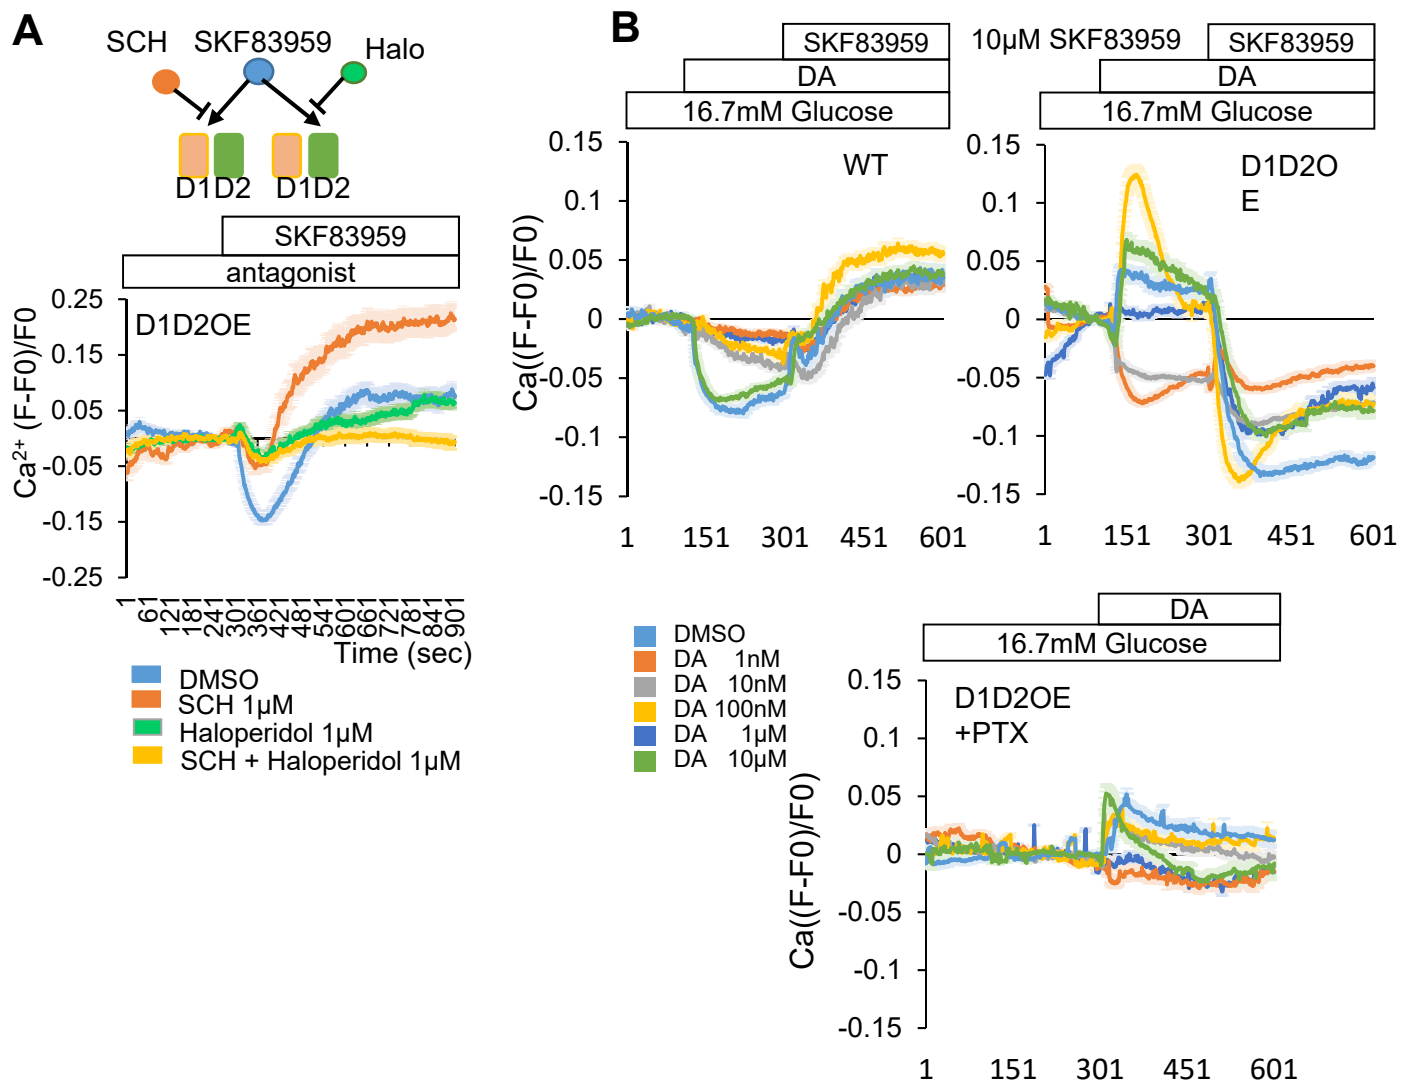 A
SCH SKF83959 Halo
D1D2 D1D2
SKF83959
antagonist
D1D2OE
Ca2+ (F-F0)/F0
0.25
0.15
0.05
-0.05
-0.15
-0.25
1 61 121 181 241 301 361 421 481 541 601 661 721 781 841 901
Time (sec)
DMSO
SCH 1µM
Haloperidol 1µM
SCH + Haloperidol 1µM
B
SKF83959
DA
16.7mM Glucose
WT
Ca((F-F0)/F0)
0.15
0.1
0.05
0
-0.05
-0.1
-0.15
1 151 301 451 601
10µM SKF83959
SKF83959
DA
16.7mM Glucose
D1D2O
E
0.15
0.1
0.05
0
-0.05
-0.1
-0.15
1 151 301 451 601
DMSO
DA 1nM
DA 10nM
DA 100nM
DA 1µM
DA 10µM
DA
16.7mM Glucose
D1D2OE
+PTX
Ca((F-F0)/F0)
0.15
0.1
0.05
0
-0.05
-0.1
-0.15
1 151 301 451 601